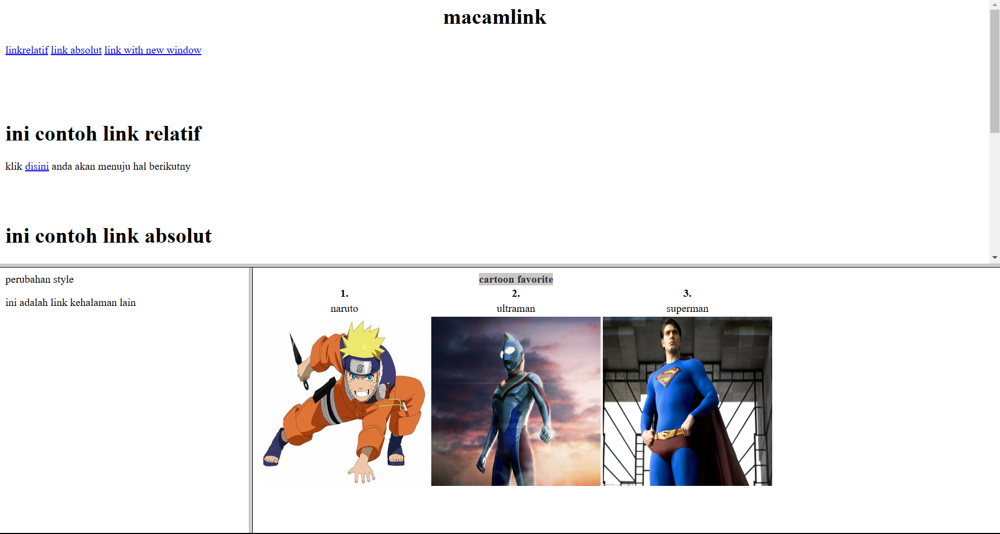 macamlink
linkrelatif link absolut link with new window
ini contoh link relatif
klik disini anda akan menuju hal berikutny
ini contoh link absolut
perubahan style
ini adalah link kehalaman lain
cartoon favorite
1. 2. 3.
naruto ultraman superman